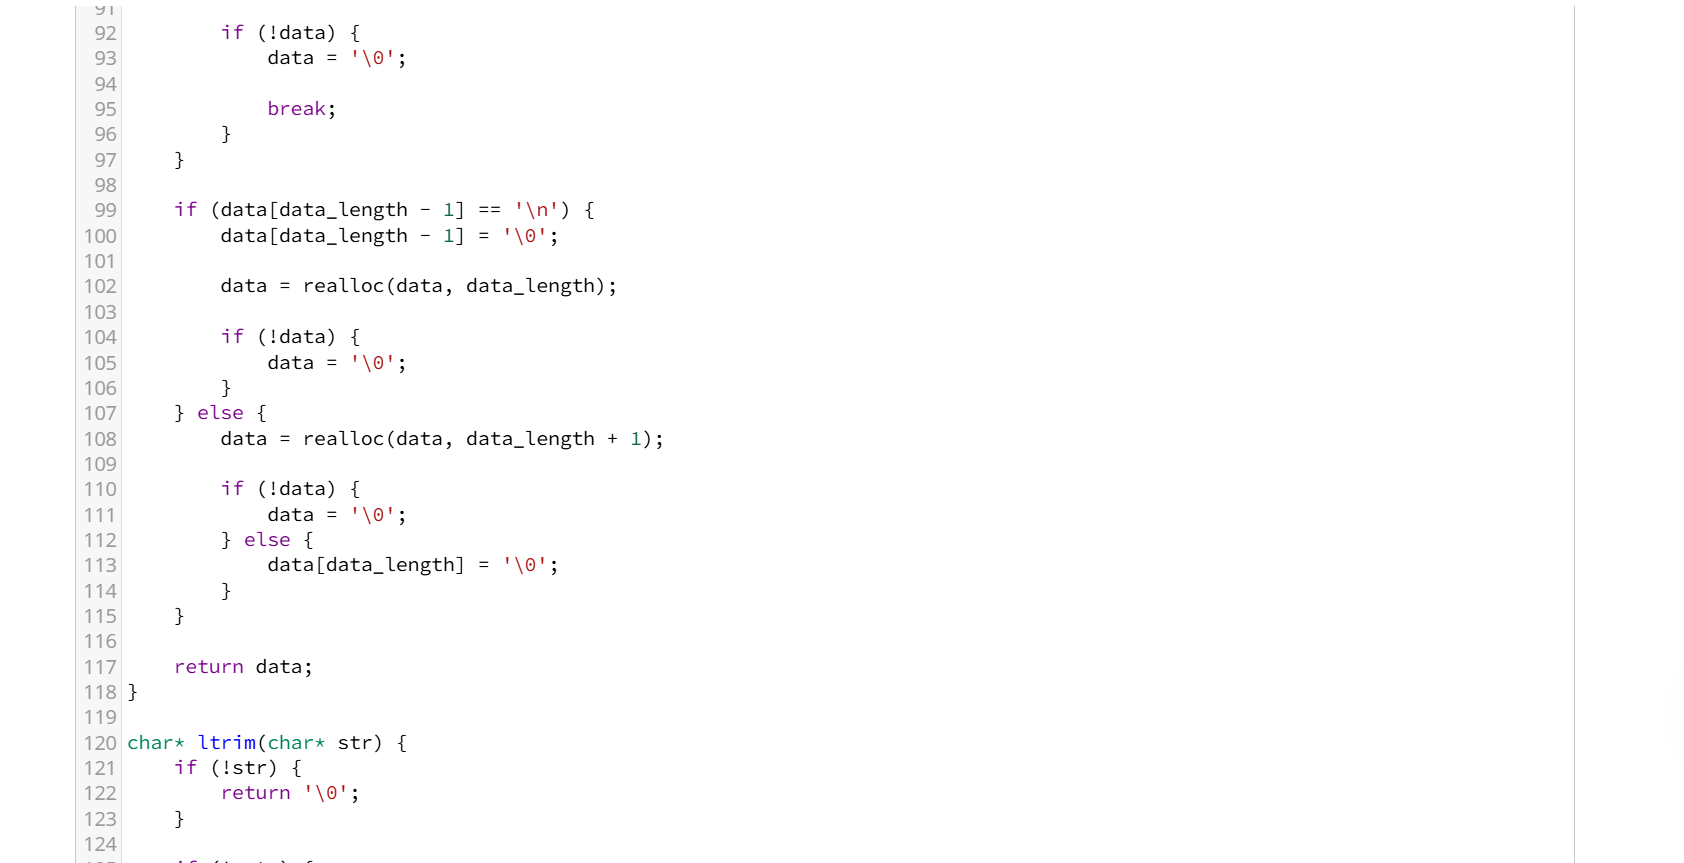 91
92         if (!data) {
93             data = '\0';
94
95             break;
96         }
97     }
98
99     if (data[data_length - 1] == '\n') {
100         data[data_length - 1] = '\0';
101
102         data = realloc(data, data_length);
103
104         if (!data) {
105             data = '\0';
106         }
107     } else {
108         data = realloc(data, data_length + 1);
109
110         if (!data) {
111             data = '\0';
112         } else {
113             data[data_length] = '\0';
114         }
115     }
116
117     return data;
118 }
119
120 char* ltrim(char* str) {
121     if (!str) {
122         return '\0';
123     }
124